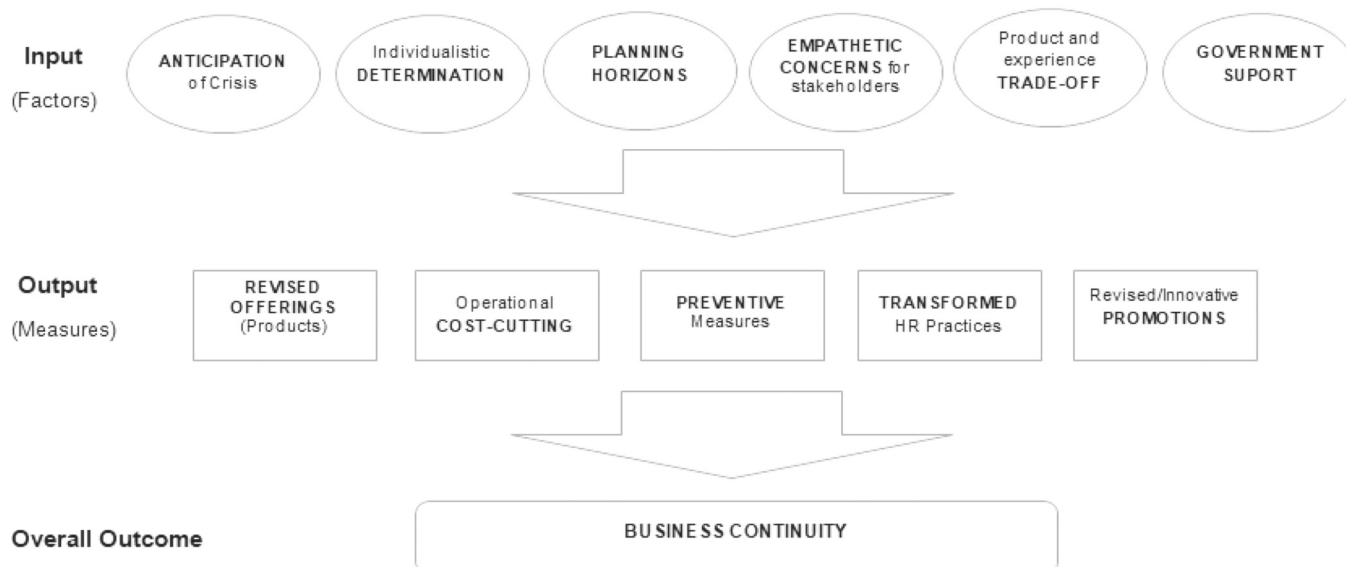 Input
(Factors)
ANTICIPATION
of Crisis
Individualistic
DETERMINATION
PLANNING
HORIZONS
EMPATHETIC
CONCERNS for
stakeholders
Product and
experience
TRADE-OFF
GOVERNMENT
SUPORT
Output
(Measures)
REVISED
OFFERINGS
(Products)
Operational
COST-CUTTING
PREVENTIVE
Measures
TRANSFORMED
HR Practices
Revised/Innovative
PROMOTIONS
Overall Outcome
BUSINESS CONTINUITY